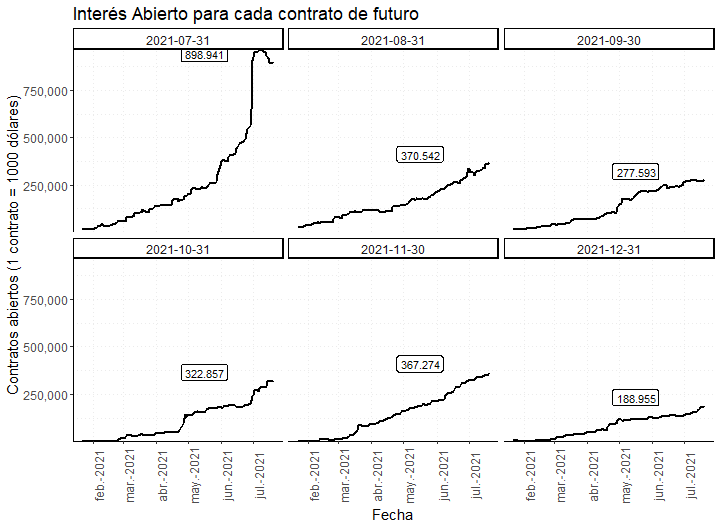 Interés Abierto para cada contrato de futuro
2021-07-31
2021-08-31
2021-09-30
898.941
370.542
277.593
750,000
500,000
250,000
2021-10-31
2021-11-30
2021-12-31
322.857
367.274
188.955
750,000
500,000
250,000
Contratos abiertos (1 contrato = 1000 dólares)
feb.-2021
mar.-2021
abr.-2021
may.-2021
jun.-2021
jul.-2021
feb.-2021
mar.-2021
abr.-2021
may.-2021
jun.-2021
jul.-2021
feb.-2021
mar.-2021
abr.-2021
may.-2021
jun.-2021
jul.-2021
Fecha